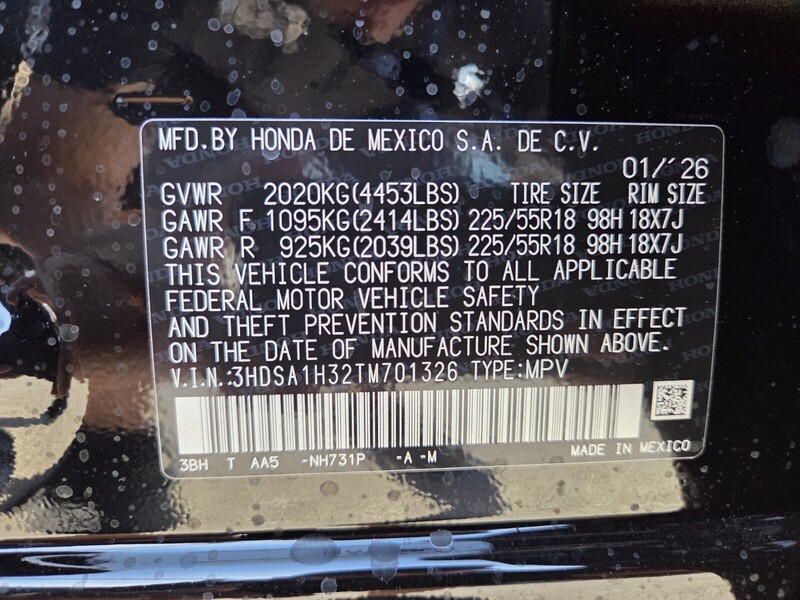 MFD.BY HONDA DE MEXICO S.A. DE C.V.
01/'26
GVWR 2020KG(4453LBS) TIRE SIZE RIM SIZE
GAWR F 1095KG(2414LBS) 225/55R18 98H 18X7J
GAWR R 925KG(2039LBS) 225/55R18 98H 18X7J
THIS VEHICLE CONFORMS TO ALL APPLICABLE
FEDERAL MOTOR VEHICLE SAFETY
AND THEFT PREVENTION STANDARDS IN EFFECT
ON THE DATE OF MANUFACTURE SHOWN ABOVE.
V.I.N.:3HDSA1H32TM701326 TYPE:MPV
3BH T AA5 -NH731P -A -M MADE IN MEXICO